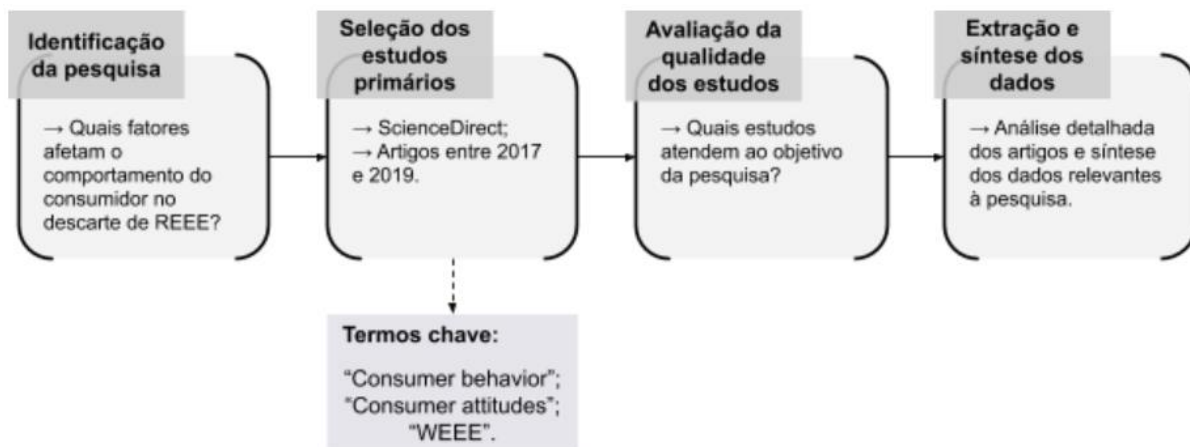 Identificação
da pesquisa
→ Quais fatores
afetam o
comportamento do
consumidor no
descarte de REEE?
Seleção dos
estudos
primários
→ ScienceDirect;
→ Artigos entre 2017
e 2019.
Termos chave:
“Consumer behavior”;
“Consumer attitudes”;
“WEEE”.
Avaliação da
qualidade
dos estudos
→ Quais estudos
atendem ao objetivo
da pesquisa?
Extração e
síntese dos
dados
→ Análise detalhada
dos artigos e síntese
dos dados relevantes
à pesquisa.